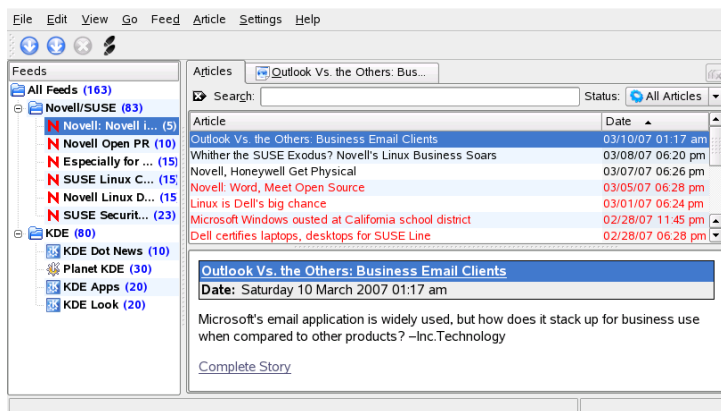 File Edit View Go Feed Article Settings Help
Feeds
All Feeds (163)
Novell/SUSE (83)
Novell: Novell i... (5)
Novell Open PR (10)
Especially for ... (15)
SUSE Linux C... (15)
Novell Linux D... (15
SUSE Securit... (23)
KDE (80)
KDE Dot News (10)
Planet KDE (30)
KDE Apps (20)
KDE Look (20)
Articles Outlook Vs. the Others: Bus...
Search: Status: All Articles
Article Date
Outlook Vs. the Others: Business Email Clients 03/10/07 01:17 am
Whither the SUSE Exodus? Novell's Linux Business Soars 03/08/07 06:20 pm
Novell, Honeywell Get Physical 03/07/07 06:26 pm
Novell: Word, Meet Open Source 03/05/07 06:28 pm
Linux is Dell's big chance 03/01/07 06:24 pm
Microsoft Windows ousted at California school district 02/28/07 11:45 pm
Dell certifies laptops, desktops for SUSE Line 02/28/07 06:28 pm
Outlook Vs. the Others: Business Email Clients
Date: Saturday 10 March 2007 01:17 am
Microsoft's email application is widely used, but how does it stack up for business use
when compared to other products? –Inc.Technology
Complete Story